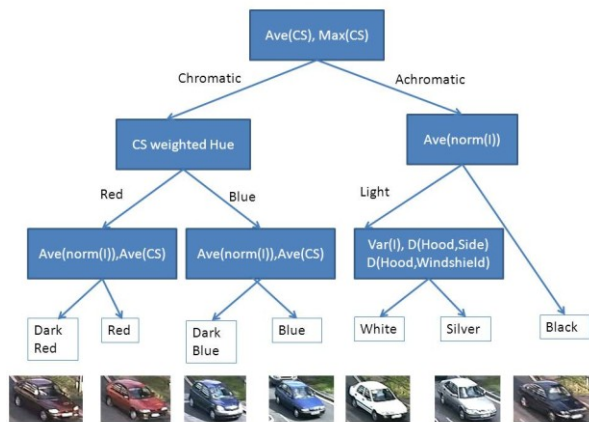 Ave(CS), Max(CS)
Chromatic
Achromatic
CS weighted Hue
Ave(norm(I))
Red
Blue
Light
Ave(norm(I)),Ave(CS)
Ave(norm(I)),Ave(CS)
Var(I), D(Hood,Side)
D(Hood,Windshield)
Dark
Red
Red
Dark
Blue
Blue
White
Silver
Black